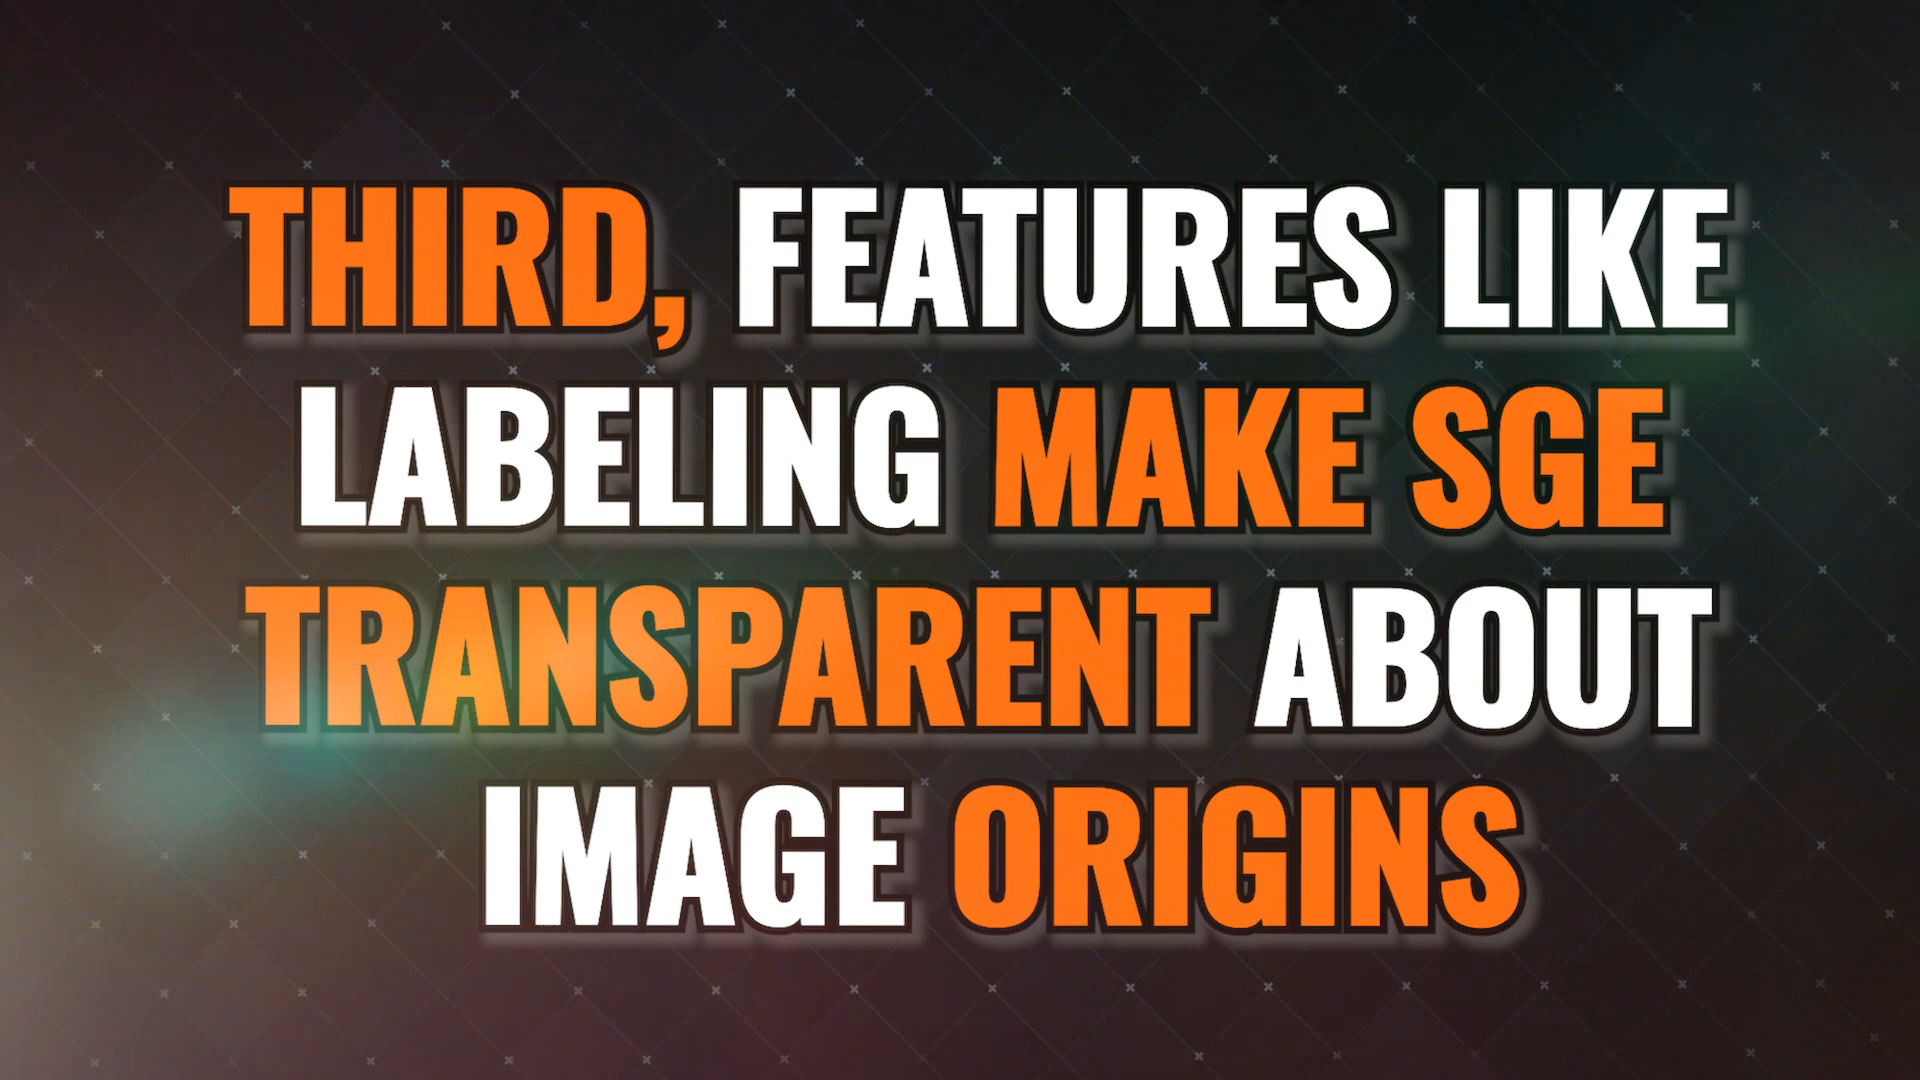 THIRD, FEATURES LIKE
LABELING MAKE SGE
TRANSPARENT ABOUT
IMAGE ORIGINS